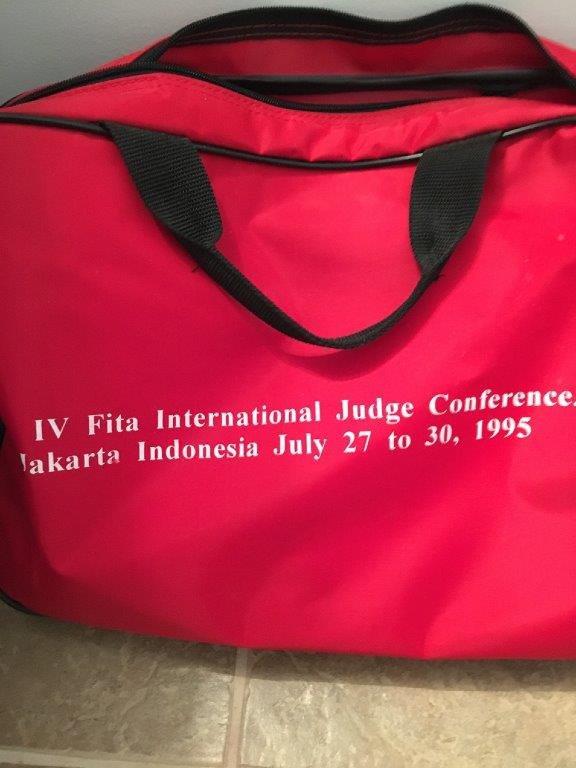 IV Fita International Judge Conference,
Jakarta Indonesia July 27 to 30, 1995